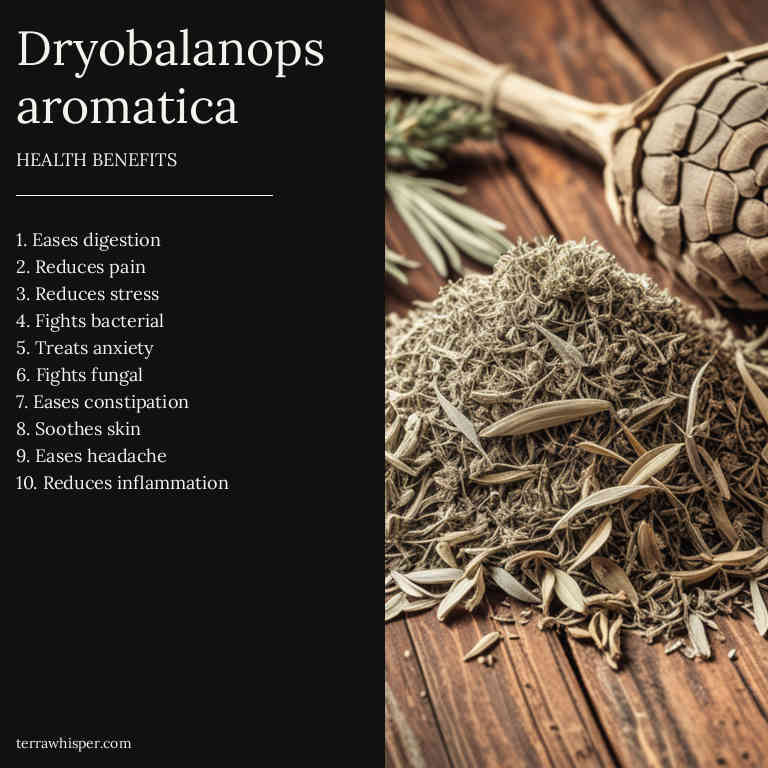 Dryobalanops
aromatica
HEALTH BENEFITS
1. Eases digestion
2. Reduces pain
3. Reduces stress
4. Fights bacterial
5. Treats anxiety
6. Fights fungal
7. Eases constipation
8. Soothes skin
9. Eases headache
10. Reduces inflammation
terrawhisper.com